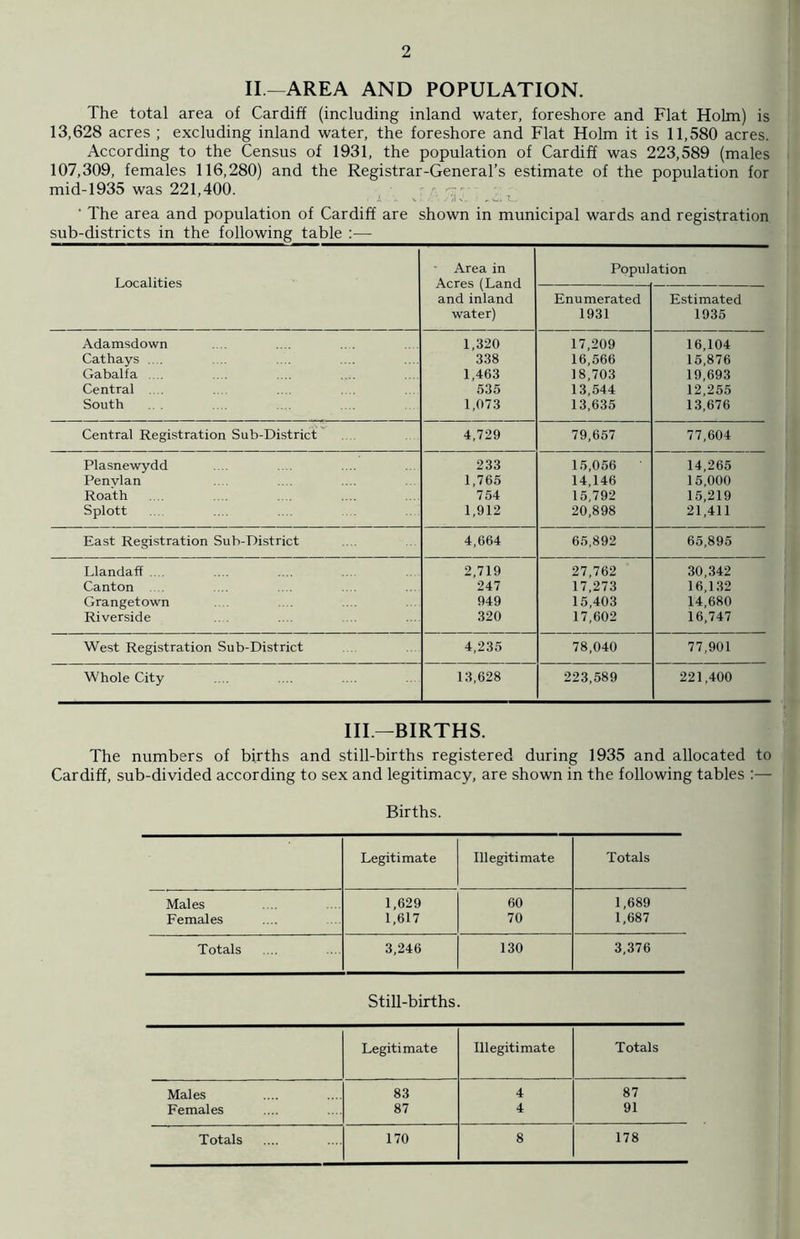 2
II.—AREA AND POPULATION.
The total area of Cardiff (including inland water, foreshore and Flat Holm) is
13,628 acres ; excluding inland water, the foreshore and Flat Holm it is 11,580 acres.
According to the Census of 1931, the population of Cardiff was 223,589 (males
107,309, females 116,280) and the Registrar-General's estimate of the population for
mid-1935 was 221,400.
The area and population of Cardiff are shown in municipal wards and registration
sub-districts in the following table :—
Localities | Area in Acres (Land and inland water) | Population
Enumerated 1931 | Estimated 1935
Adamsdown .... .... .... .... 1,320 17,209 16,104
Cathays .... .... .... .... .... 338 16,566 15,876
Gabalfa .... .... .... .... .... 1,463 18,703 19,693
Central .... .... .... .... .... 535 13,544 12,255
South .... .... .... .... .... 1,073 13,635 13,676
Central Registration Sub-District .... .... 4,729 79,657 77,604
Plasnewydd .... .... .... .... 233 15,056 14,265
Penylan .... .... .... .... 1,765 14,146 15,000
Roath .... .... .... .... .... 754 15,792 15,219
Splott .... .... .... .... .... 1,912 20,898 21,411
East Registration Sub-District .... .... 4,664 65,892 65,895
Llandaff .... .... .... .... .... 2,719 27,762 30,342
Canton .... .... .... .... .... 247 17,273 16,132
Grangetown .... .... .... .... 949 15,403 14,680
Riverside .... .... .... .... 320 17,602 16,747
West Registration Sub-District .... .... 4,235 78,040 77,901
Whole City .... .... .... .... 13,628 223,589 221,400
III.—BIRTHS.
The numbers of births and still-births registered during 1935 and allocated to
Cardiff, sub-divided according to sex and legitimacy, are shown in the following tables :—
Births.
Legitimate | Illegitimate | Totals
Males .... .... 1,629 60 1,689
Females .... .... 1,617 70 1,687
Totals .... .... 3,246 130 3,376
Still-births.
Legitimate | Illegitimate | Totals
Males .... .... 83 4 87
Females .... .... 87 4 91
Totals .... .... 170 8 178